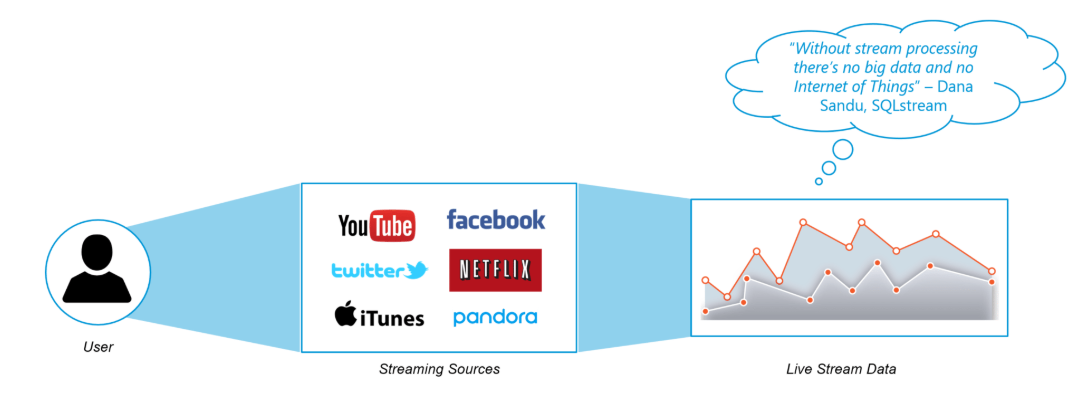 "Without stream processing
there's no big data and no
Internet of Things" – Dana
Sandu, SQLstream
YouTube
facebook
twitter
NETFLIX
iTunes
pandora
User
Streaming Sources
Live Stream Data